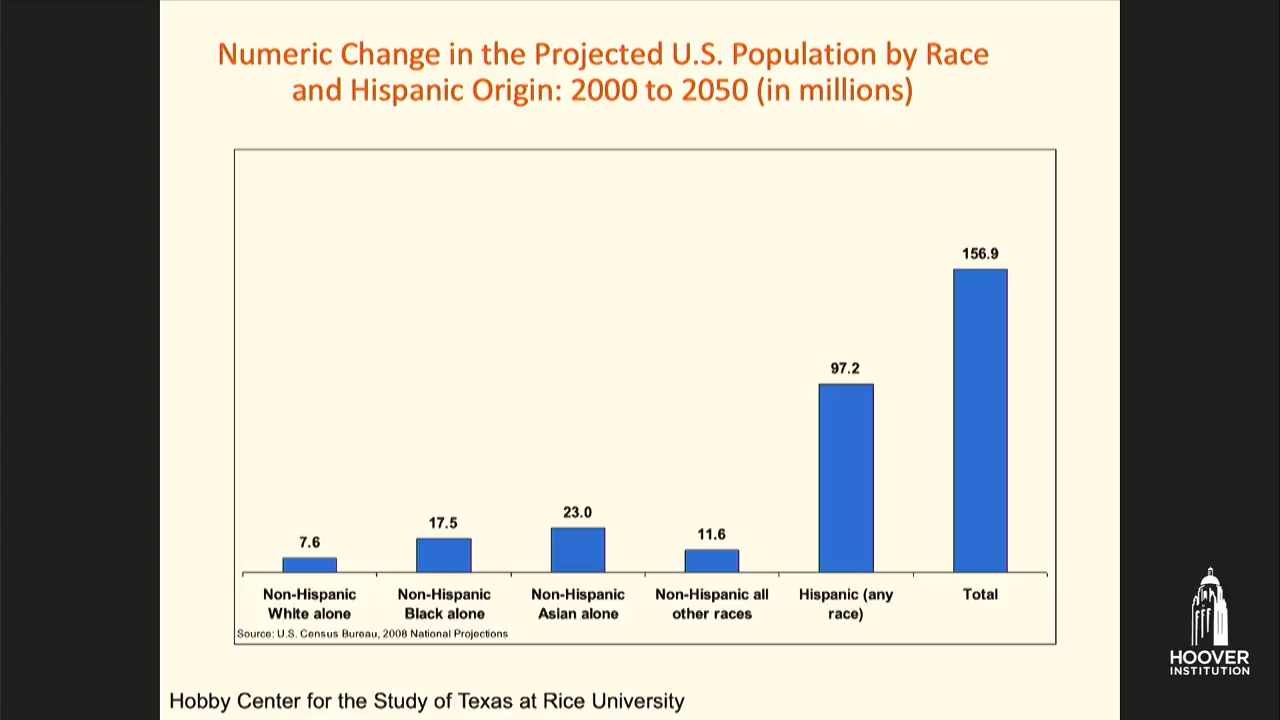 Numeric Change in the Projected U.S. Population by Race
and Hispanic Origin: 2000 to 2050 (in millions)
156.9
97.2
23.0
17.5
11.6
7.6
Non-Hispanic White alone
Non-Hispanic Black alone
Non-Hispanic Asian alone
Non-Hispanic all other races
Hispanic (any race)
Total
Source: U.S. Census Bureau, 2008 National Projections
HOOVER
INSTITUTION
Hobby Center for the Study of Texas at Rice University